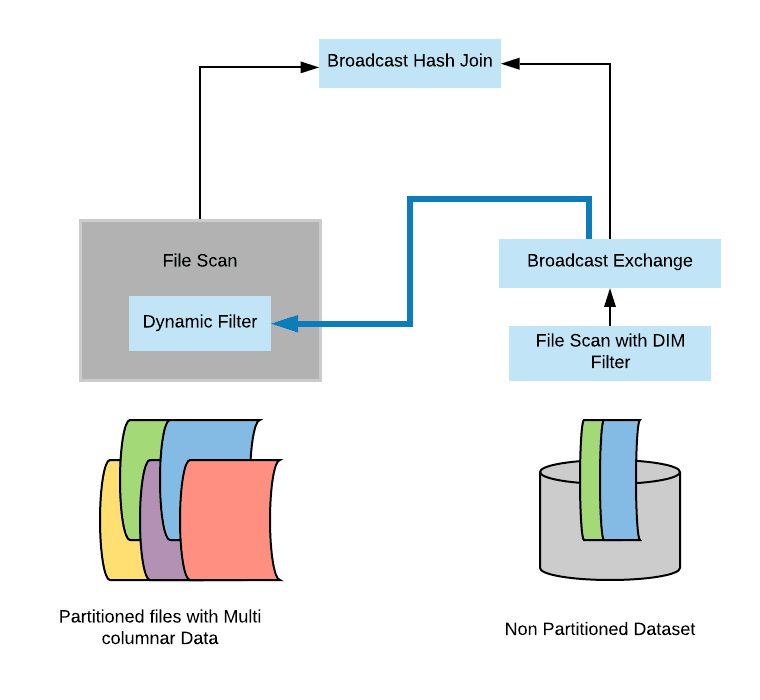 Broadcast Hash Join
File Scan
Broadcast Exchange
Dynamic Filter
File Scan with DIM
Filter
Partitioned files with Multi
columnar Data
Non Partitioned Dataset